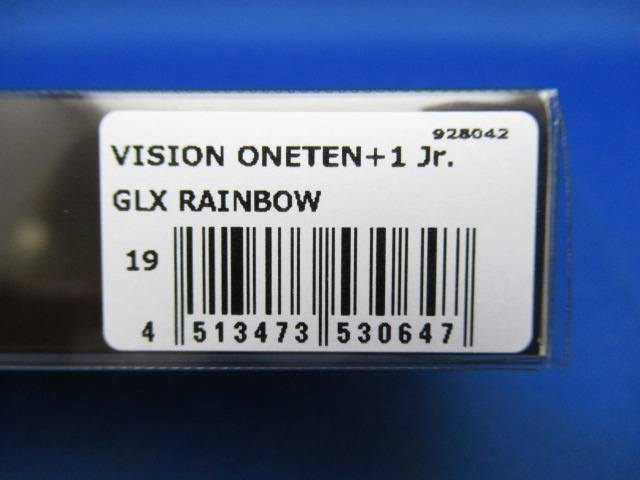 928042
VISION ONETEN+1 Jr.
GLX RAINBOW
19
4 513473 530647